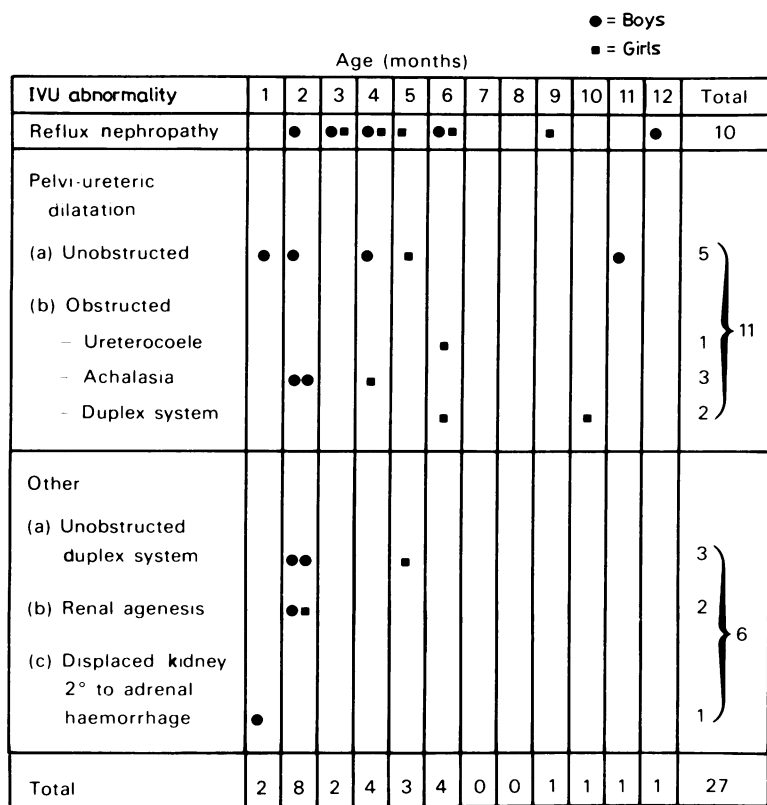 ● = Boys
■ = Girls
Age (months)
IVU abnormality 1 2 3 4 5 6 7 8 9 10 11 12 Total
Reflux nephropathy 10
Pelvi-ureteric
dilatation
(a) Unobstructed 5
(b) Obstructed
11
– Ureterocoele 1
– Achalasia 3
– Duplex system 2
Other
(a) Unobstructed
duplex system 3
(b) Renal agenesis 2
6
(c) Displaced kidney
2° to adrenal
haemorrhage 1
Total 2 8 2 4 3 4 0 0 1 1 1 1 27